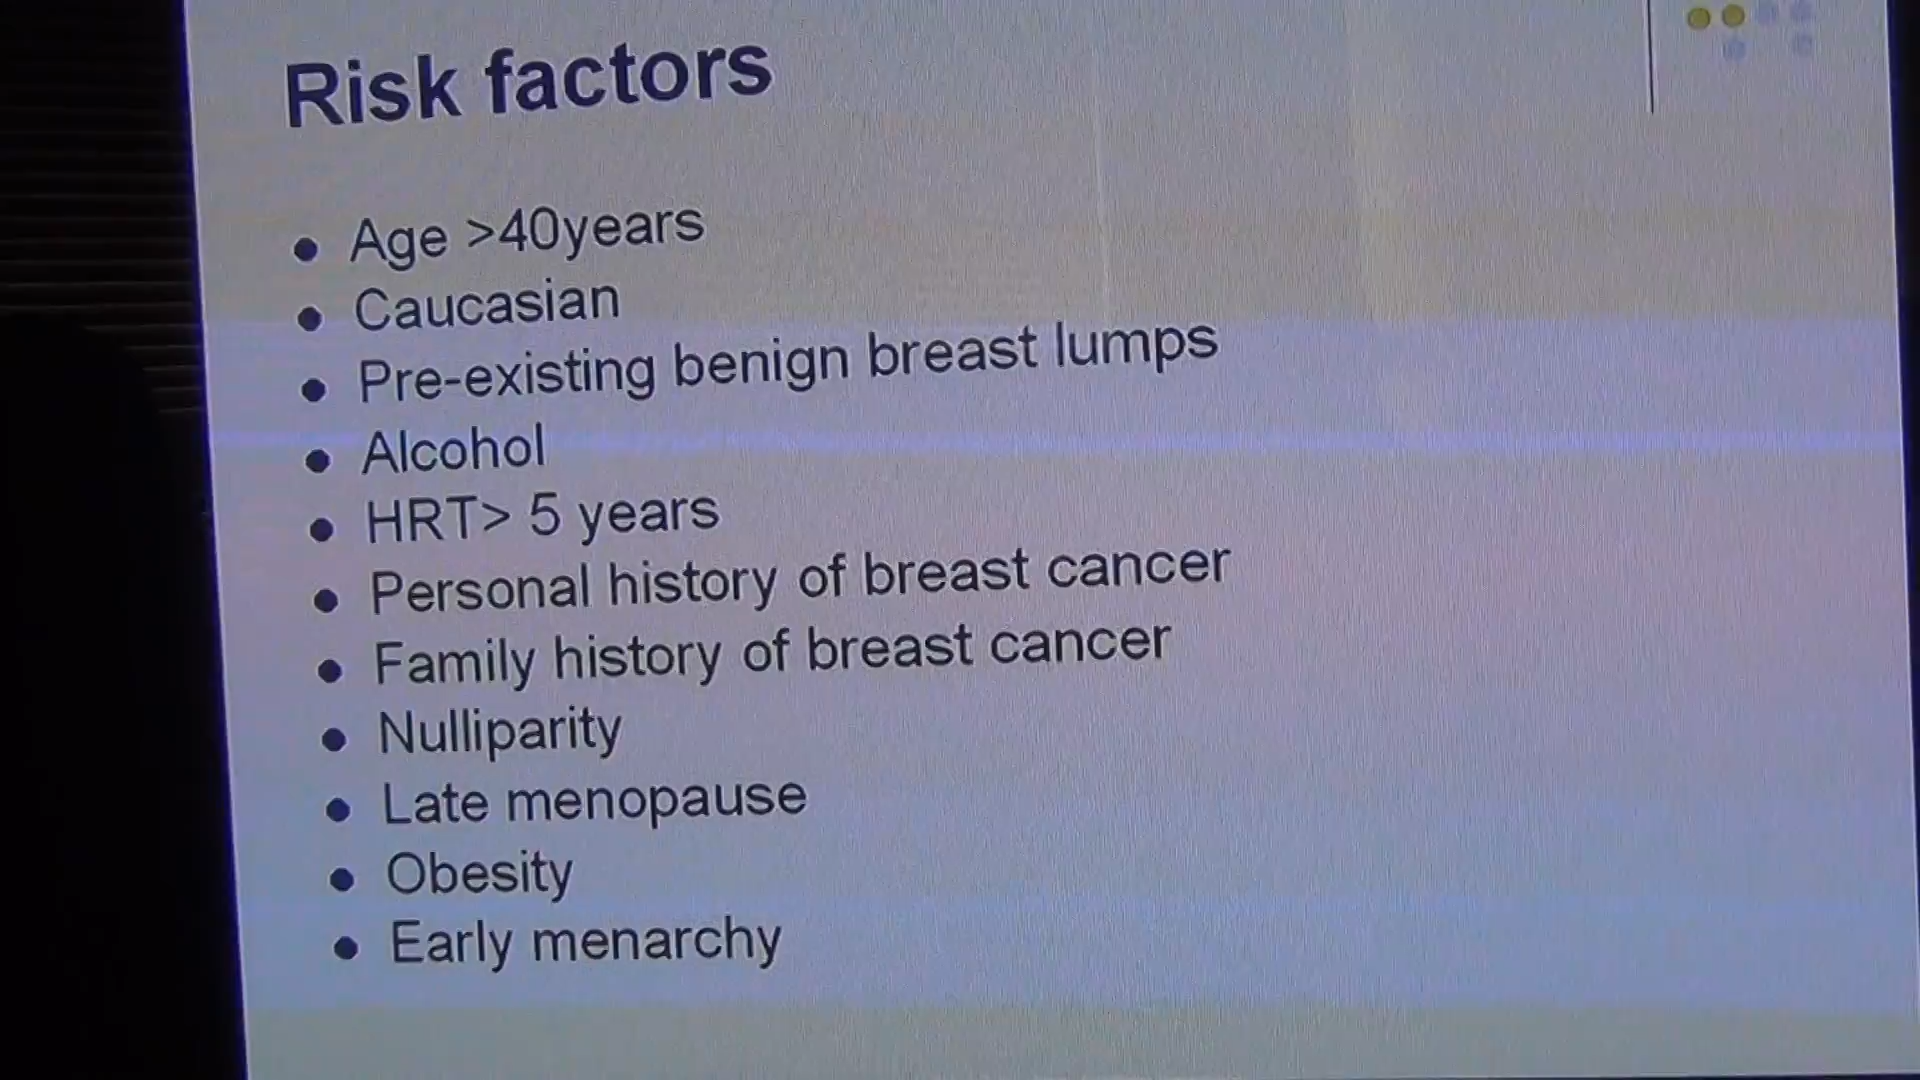 Risk factors
• Age >40years
• Caucasian
• Pre-existing benign breast lumps
• Alcohol
• HRT> 5 years
• Personal history of breast cancer
• Family history of breast cancer
• Nulliparity
• Late menopause
• Obesity
• Early menarchy